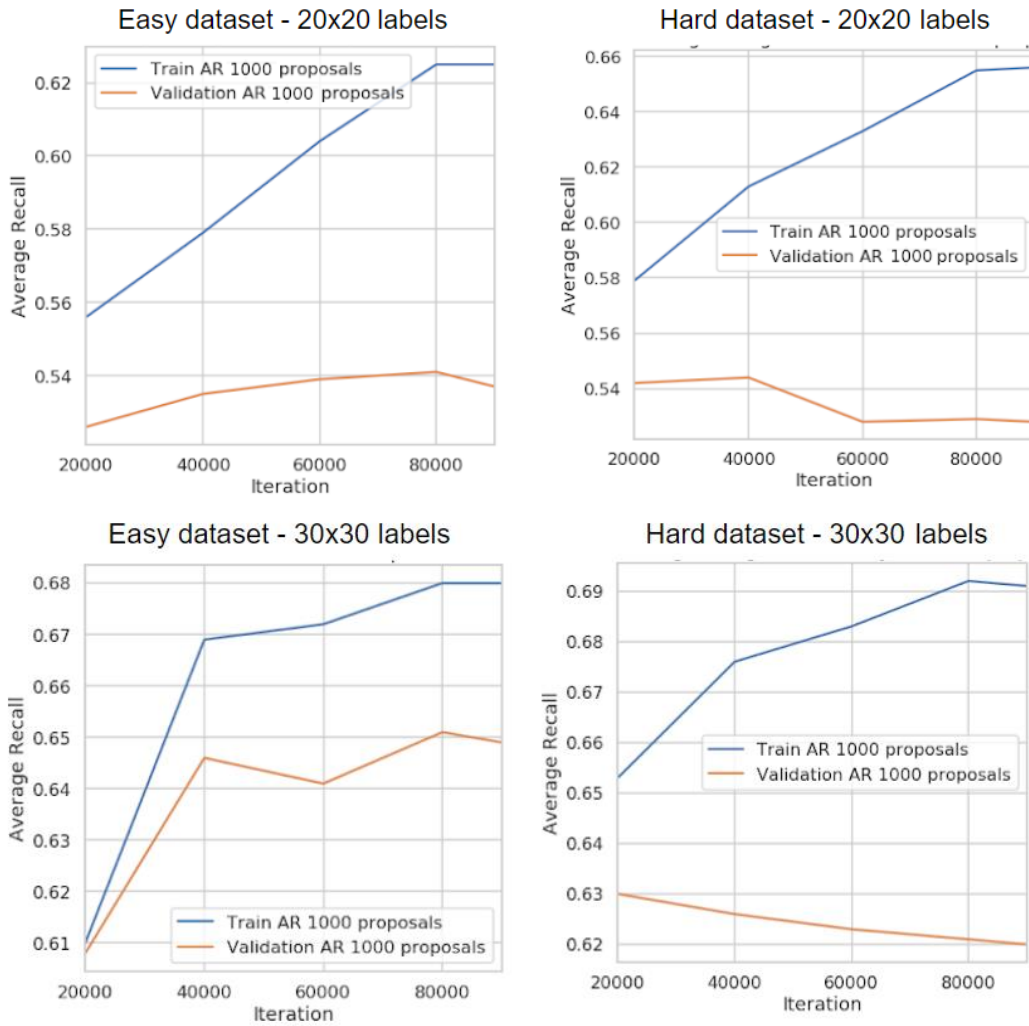 Easy dataset - 20x20 labels
Train AR 1000 proposals
Validation AR 1000 proposals
0.62
0.60
0.58
0.56
0.54
Average Recall
20000 40000 60000 80000
Iteration
Hard dataset - 20x20 labels
0.66
0.64
0.62
0.60
0.58
0.56
0.54
Average Recall
Train AR 1000 proposals
Validation AR 1000 proposals
20000 40000 60000 80000
Iteration
Easy dataset - 30x30 labels
0.68
0.67
0.66
0.65
0.64
0.63
0.62
0.61
Average Recall
Train AR 1000 proposals
Validation AR 1000 proposals
20000 40000 60000 80000
Iteration
Hard dataset - 30x30 labels
0.69
0.68
0.67
0.66
0.65
0.64
0.63
0.62
Average Recall
Train AR 1000 proposals
Validation AR 1000 proposals
20000 40000 60000 80000
Iteration